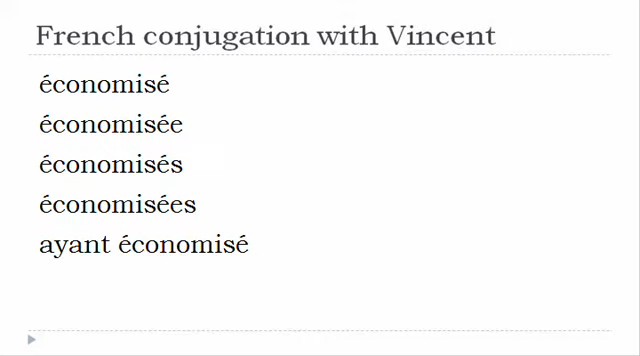 French conjugation with Vincent
économisé
économisée
économisés
économisées
ayant économisé